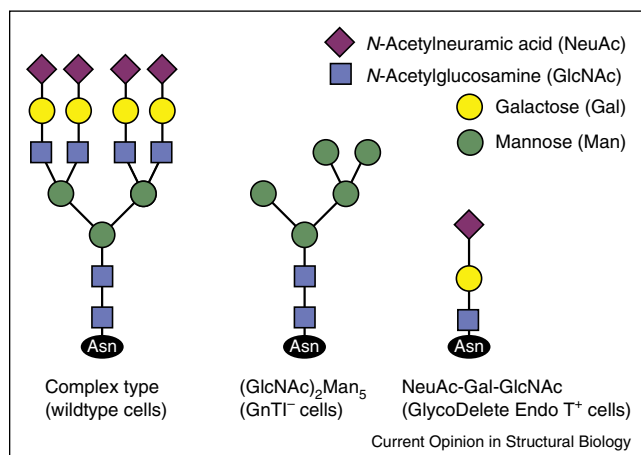 N-Acetylneuramic acid (NeuAc)
N-Acetylglucosamine (GlcNAc)
Galactose (Gal)
Mannose (Man)
Asn
Asn
Asn
Complex type
(wildtype cells)
(GlcNAc)₂Man₅
(GnTI⁻ cells)
NeuAc-Gal-GlcNAc
(GlycoDelete Endo T⁺ cells)
Current Opinion in Structural Biology